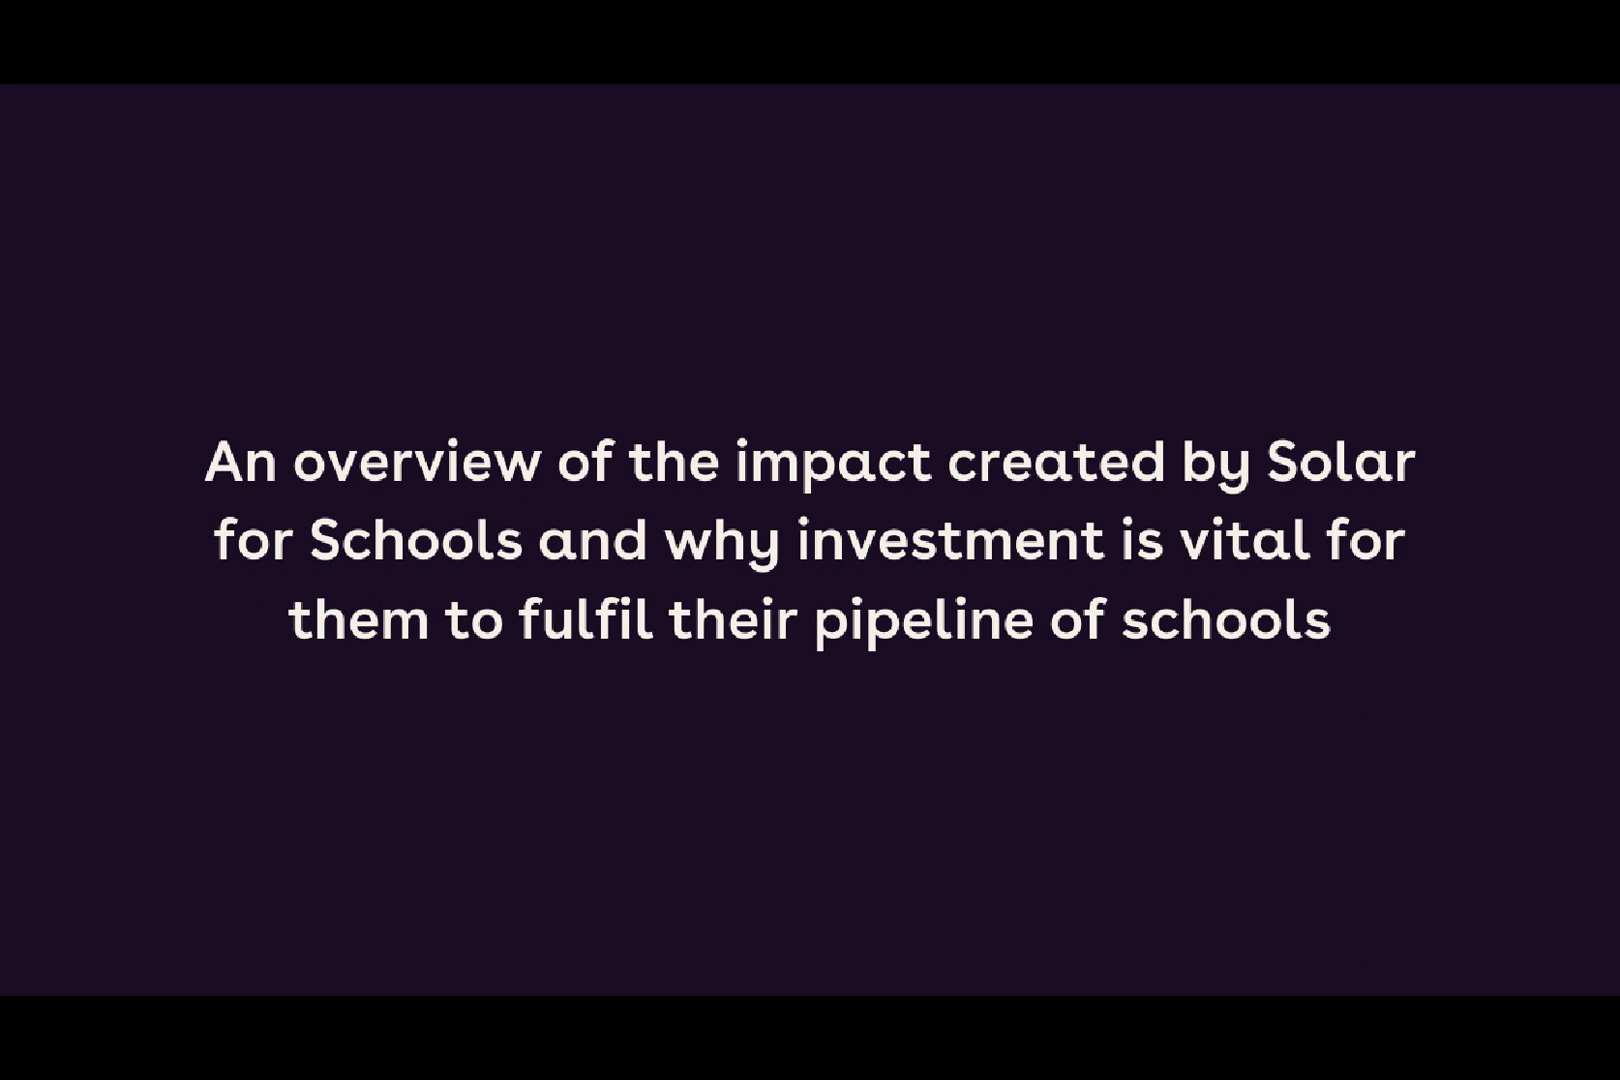 An overview of the impact created by Solar
for Schools and why investment is vital for
them to fulfil their pipeline of schools